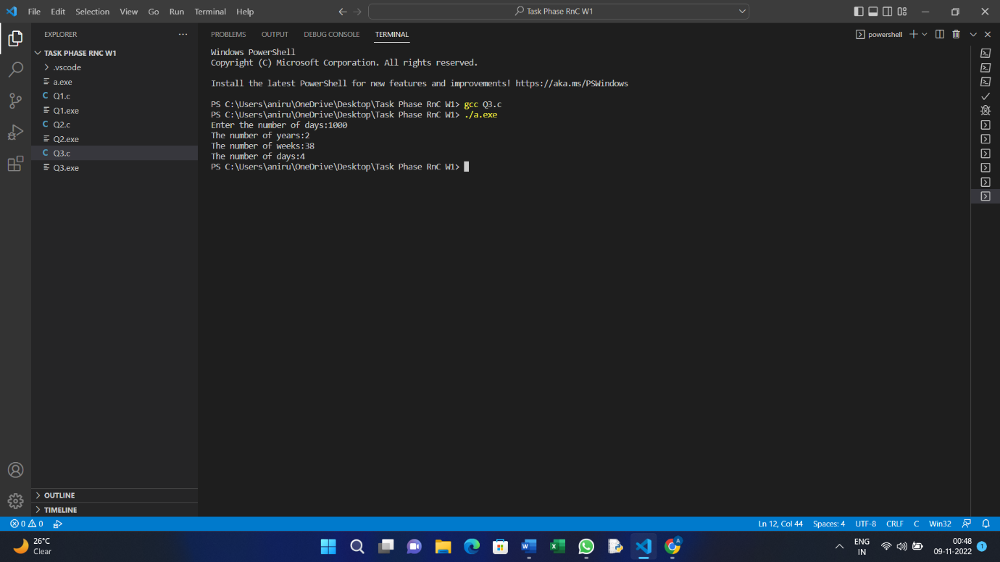 File Edit Selection View Go Run Terminal Help
Task Phase RnC W1
EXPLORER
TASK PHASE RNC W1
.vscode
a.exe
C Q1.c
Q1.exe
C Q2.c
Q2.exe
C Q3.c
Q3.exe
OUTLINE
TIMELINE
PROBLEMS OUTPUT DEBUG CONSOLE TERMINAL
powershell
Windows PowerShell
Copyright (C) Microsoft Corporation. All rights reserved.
Install the latest PowerShell for new features and improvements! https://aka.ms/PSWindows
PS C:\Users\aniru\OneDrive\Desktop\Task Phase RnC W1> gcc Q3.c
PS C:\Users\aniru\OneDrive\Desktop\Task Phase RnC W1> ./a.exe
Enter the number of days:1000
The number of years:2
The number of weeks:38
The number of days:4
PS C:\Users\aniru\OneDrive\Desktop\Task Phase RnC W1>
0 0
Ln 12, Col 44 Spaces: 4 UTF-8 CRLF C Win32
26°C
Clear
W
X
A
ENG
IN
00:48
09-11-2022
1